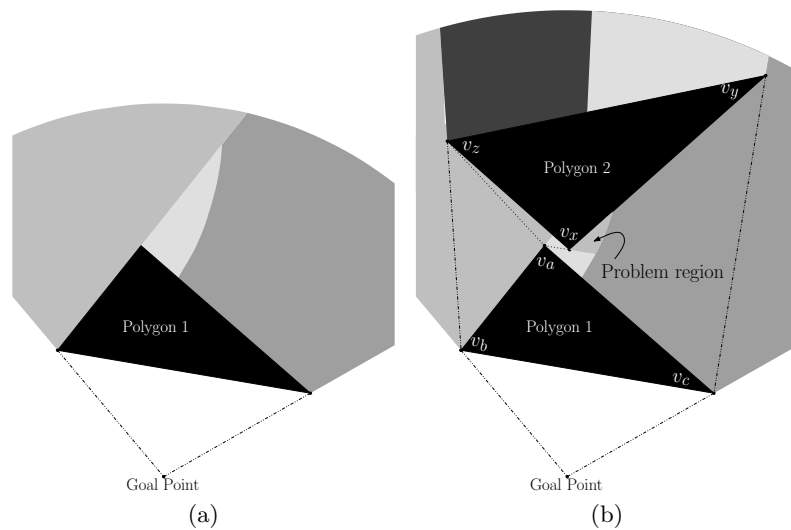 Polygon 1
Goal Point
(a)
v_y
v_z
Polygon 2
v_x
v_a
Problem region
Polygon 1
v_b
v_c
Goal Point
(b)